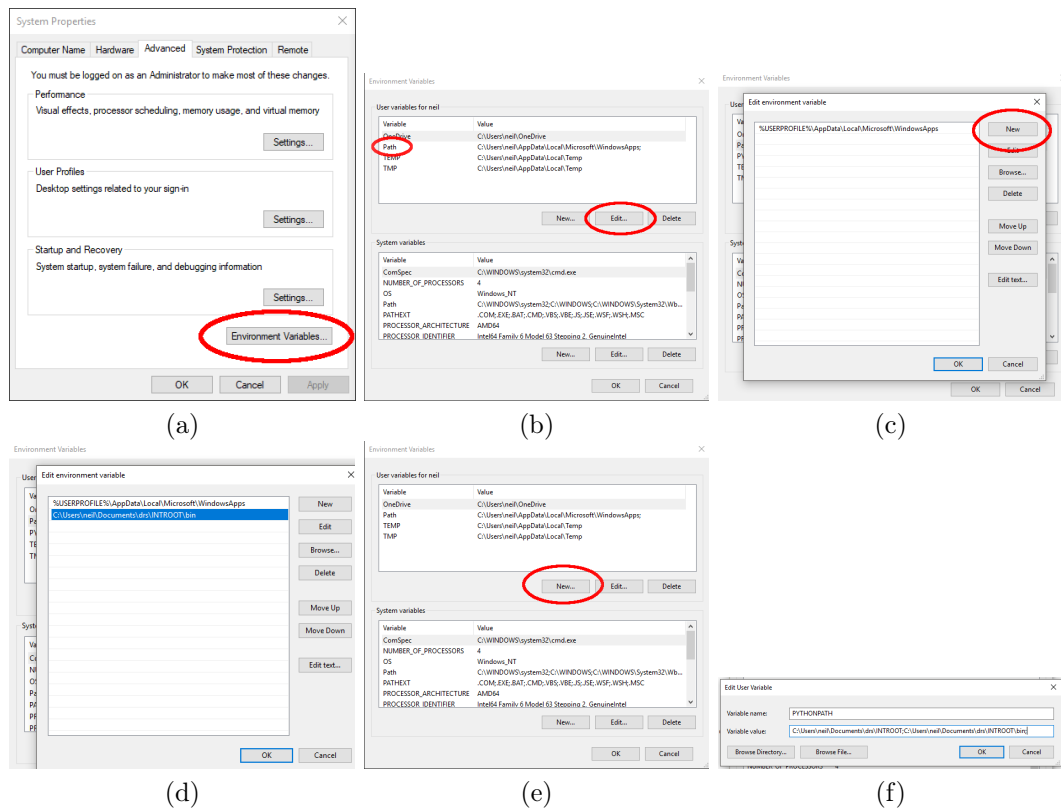 System Properties
Computer Name Hardware Advanced System Protection Remote
You must be logged on as an Administrator to make most of these changes.
Performance
Visual effects, processor scheduling, memory usage, and virtual memory
Settings...
User Profiles
Desktop settings related to your sign-in
Settings...
Startup and Recovery
System startup, system failure, and debugging information
Settings...
Environment Variables...
OK Cancel Apply
(a)
Environment Variables
User variables for neil
Variable Value
OneDrive C:\Users\neil\OneDrive
Path C:\Users\neil\AppData\Local\Microsoft\WindowsApps;
TEMP C:\Users\neil\AppData\Local\Temp
TMP C:\Users\neil\AppData\Local\Temp
New... Edit... Delete
System variables
Variable Value
ComSpec C:\WINDOWS\system32\cmd.exe
NUMBER_OF_PROCESSORS 4
OS Windows_NT
Path C:\WINDOWS\system32;C:\WINDOWS;C:\WINDOWS\System32\Wb...
PATHEXT .COM;.EXE;.BAT;.CMD;.VBS;.VBE;.JS;.JSE;.WSF;.WSH;.MSC
PROCESSOR_ARCHITECTURE AMD64
PROCESSOR_IDENTIFIER Intel64 Family 6 Model 63 Stepping 2, GenuineIntel
New... Edit... Delete
OK Cancel
(b)
Environment Variables
User
Edit environment variable
%USERPROFILE%\AppData\Local\Microsoft\WindowsApps
New
Edit
Browse...
Delete
Move Up
Move Down
Edit text...
Syst
OK Cancel
OK Cancel
(c)
Environment Variables
User
Edit environment variable
%USERPROFILE%\AppData\Local\Microsoft\WindowsApps
C:\Users\neil\Documents\drs\INTROOT\bin
New
Edit
Browse...
Delete
Move Up
Move Down
Edit text...
Syst
OK Cancel
(d)
Environment Variables
User variables for neil
Variable Value
OneDrive C:\Users\neil\OneDrive
Path C:\Users\neil\AppData\Local\Microsoft\WindowsApps;
TEMP C:\Users\neil\AppData\Local\Temp
TMP C:\Users\neil\AppData\Local\Temp
New... Edit... Delete
System variables
Variable Value
ComSpec C:\WINDOWS\system32\cmd.exe
NUMBER_OF_PROCESSORS 4
OS Windows_NT
Path C:\WINDOWS\system32;C:\WINDOWS;C:\WINDOWS\System32\Wb...
PATHEXT .COM;.EXE;.BAT;.CMD;.VBS;.VBE;.JS;.JSE;.WSF;.WSH;.MSC
PROCESSOR_ARCHITECTURE AMD64
PROCESSOR_IDENTIFIER Intel64 Family 6 Model 63 Stepping 2, GenuineIntel
New... Edit... Delete
OK Cancel
(e)
Edit User Variable
Variable name: PYTHONPATH
Variable value: C:\Users\neil\Documents\drs\INTROOT;C:\Users\neil\Documents\drs\INTROOT\bin;
Browse Directory... Browse File... OK Cancel
(f)